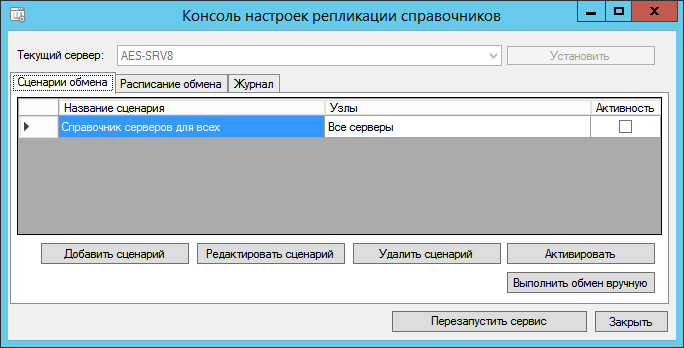 Консоль настроек репликации справочников
Текущий сервер: AES-SRV8 Установить
Сценарии обмена Расписание обмена Журнал
Название сценария Узлы Активность
Справочник серверов для всех Все серверы
Добавить сценарий Редактировать сценарий Удалить сценарий Активировать
Выполнить обмен вручную
Перезапустить сервис Закрыть